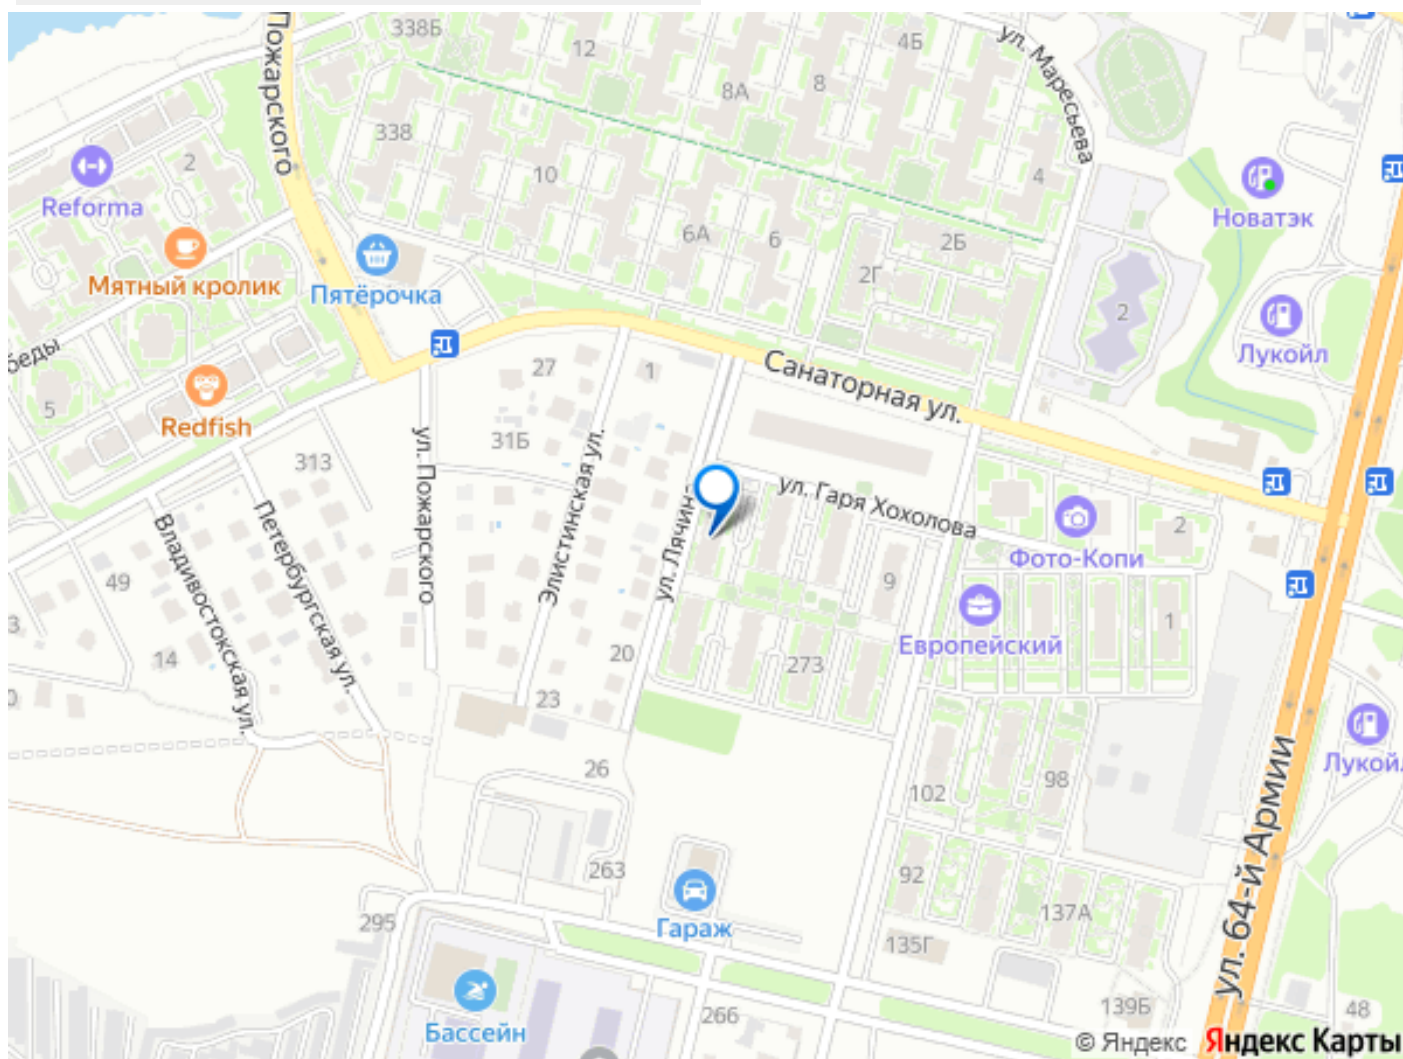 338Б
12
4Б
ул. Маресьева
Пожарского
8А
8
338
2
10
4
Reforma
Новатэк
6А
6
2Б
Мятный кролик
Пятёрочка
2Г
2
Лукойл
беды
27
1
Санаторная ул.
5
Redfish
31Б
313
ул. Пожарского
Элистинская ул.
ул. Лячин
ул. Гаря Хохолова
Фото-Копи
2
Владивостокская ул.
Петербургская ул.
49
9
3
Европейский
1
14
20
273
0
23
26
Лукойл
102
98
ул. 64-й Армии
263
92
Гараж
295
137А
135Г
Бассейн
266
139Б
48
© Яндекс Яндекс Карты